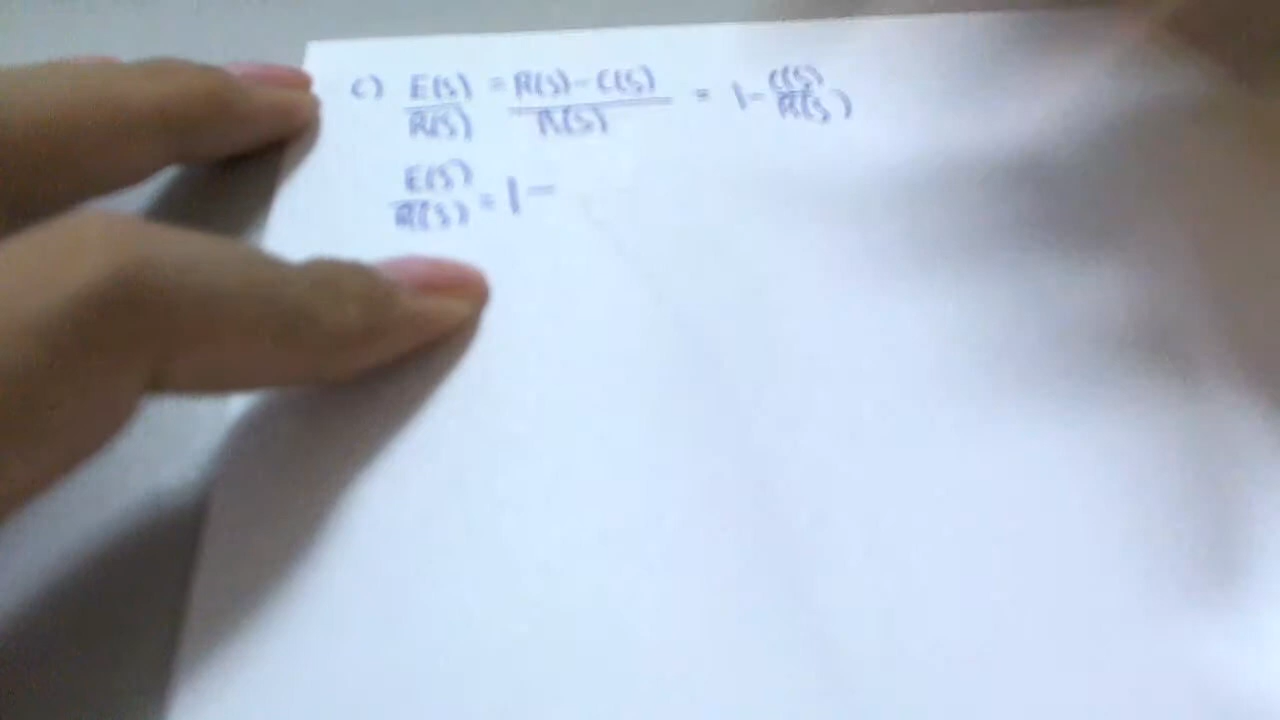 c) E(s)/R(s) = R(s) - C(s)/R(s) = 1 - C(s)/R(s)
E(s)/R(s) = 1 -